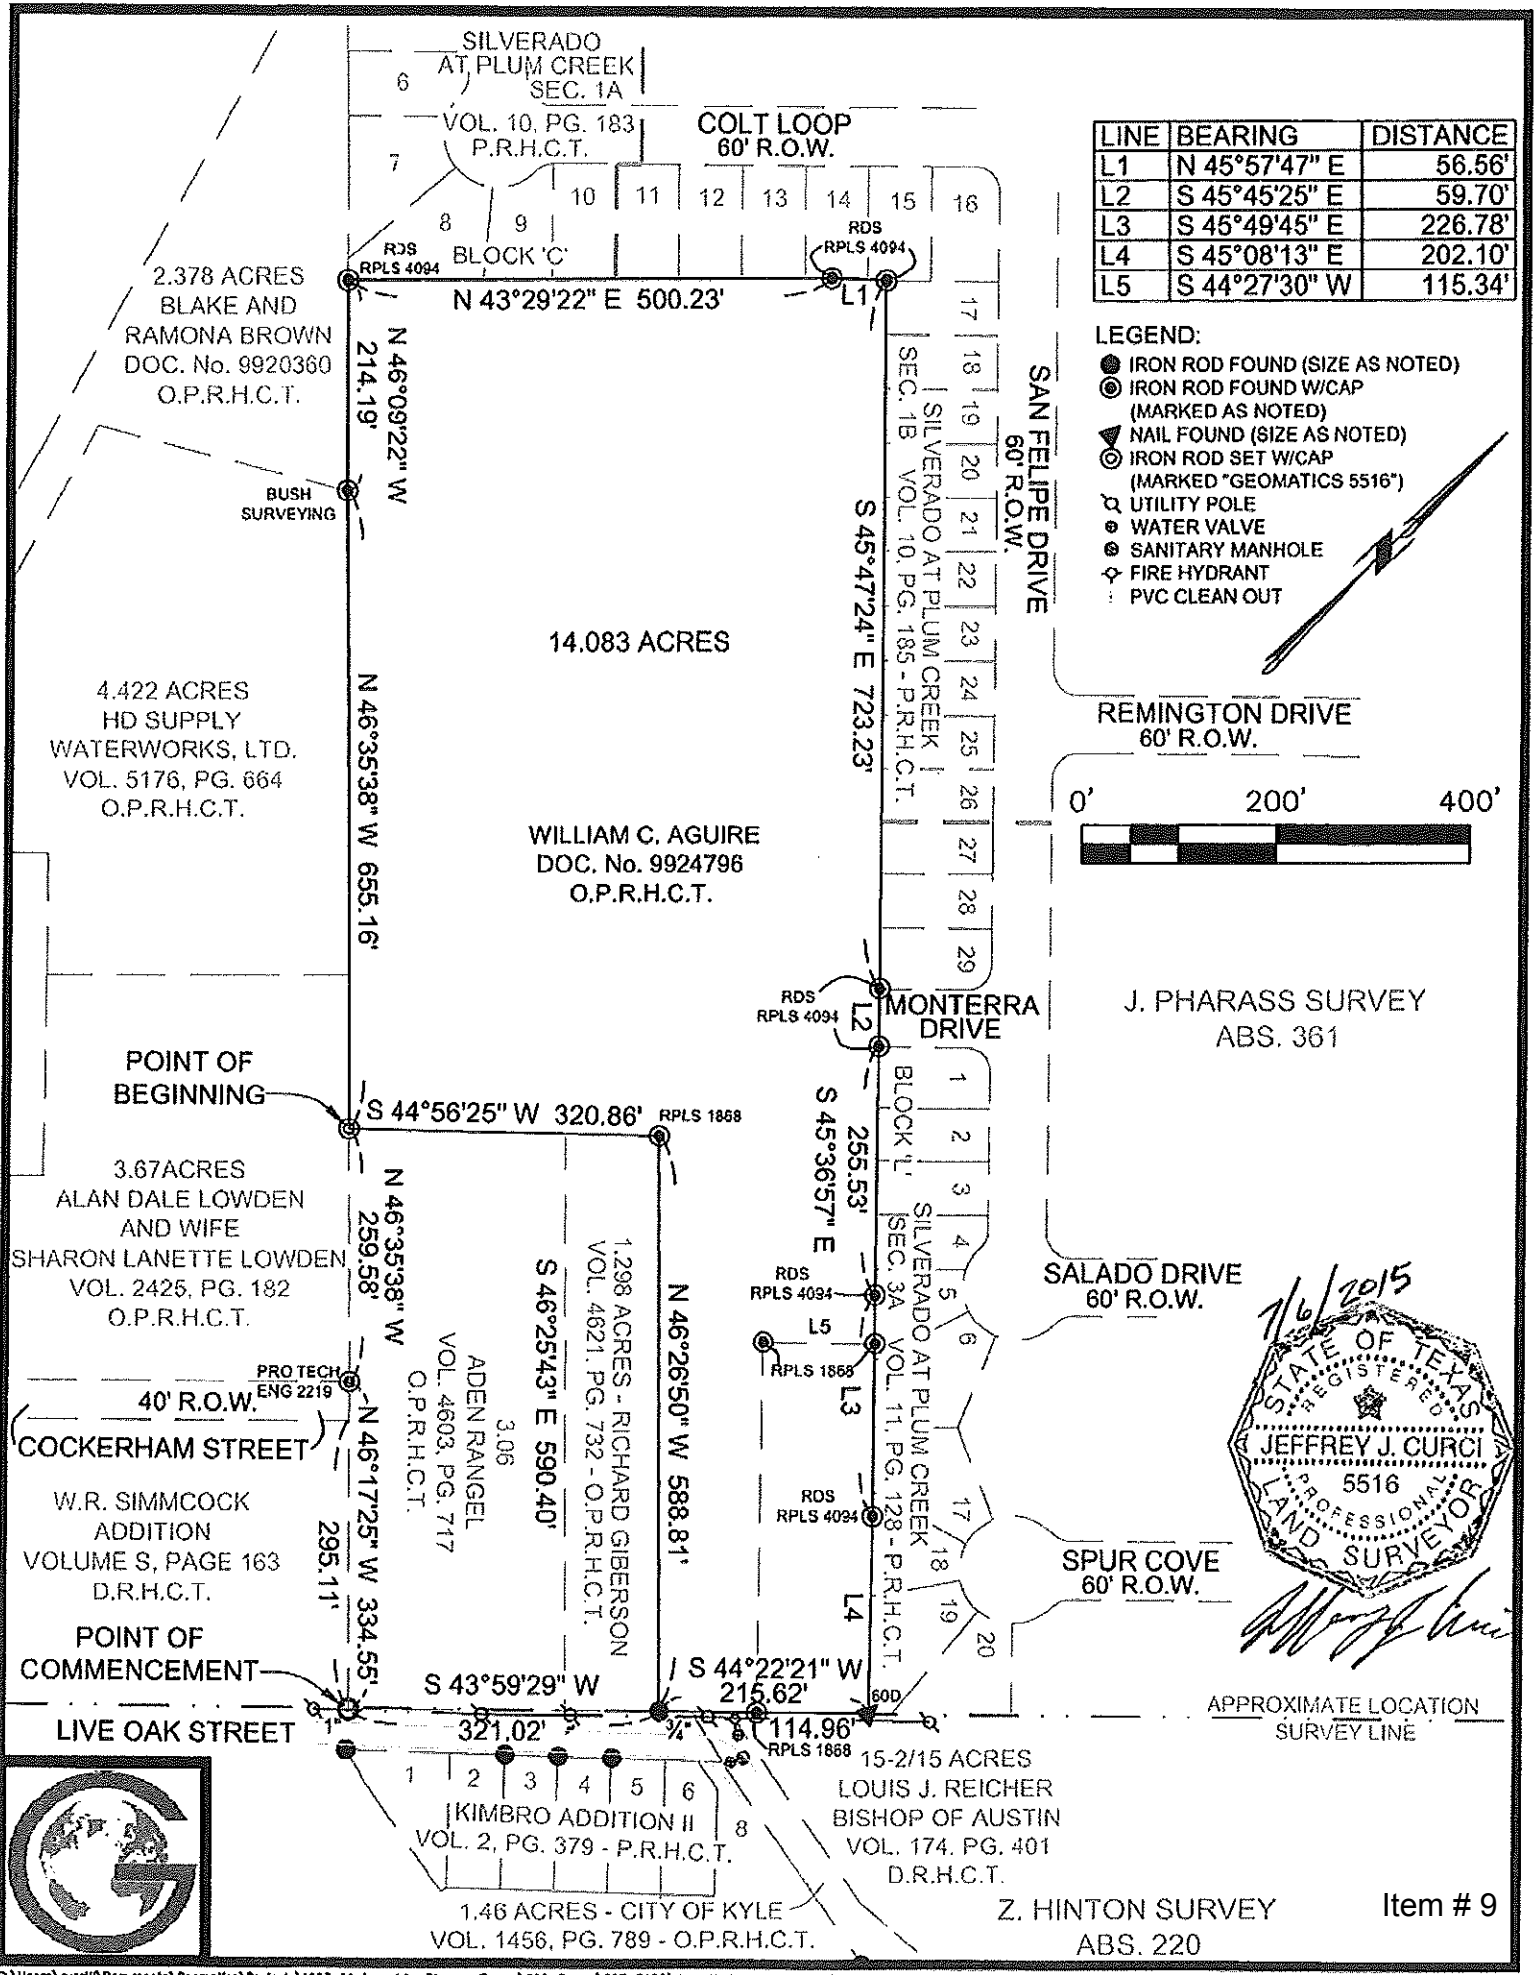 SILVERADO
AT PLUM CREEK
SEC. 1A
VOL. 10, PG. 183
P.R.H.C.T.
6
7
COLT LOOP
60' R.O.W.
8
9
10
11
12
13
14
15
16
BLOCK 'C'
LINE BEARING DISTANCE
L1 N 45°57'47" E 56.56'
L2 S 45°45'25" E 59.70'
L3 S 45°49'45" E 226.78'
L4 S 45°08'13" E 202.10'
L5 S 44°27'30" W 115.34'
LEGEND:
IRON ROD FOUND (SIZE AS NOTED)
IRON ROD FOUND W/CAP
(MARKED AS NOTED)
NAIL FOUND (SIZE AS NOTED)
IRON ROD SET W/CAP
(MARKED "GEOMATICS 5516")
UTILITY POLE
WATER VALVE
SANITARY MANHOLE
FIRE HYDRANT
PVC CLEAN OUT
RDS
RPLS 4094
RDS
RPLS 4094
N 43°29'22" E 500.23'
L1
2.378 ACRES
BLAKE AND
RAMONA BROWN
DOC. No. 9920360
O.P.R.H.C.T.
N 46°09'22" W
214.19'
BUSH
SURVEYING
17
18
19
20
21
22
23
24
25
26
27
28
29
SILVERADO AT PLUM CREEK
SEC. 1B VOL. 10, PG. 185 - P.R.H.C.T.
SAN FELIPE DRIVE
60' R.O.W.
S 45°47'24" E 723.23'
14.083 ACRES
4.422 ACRES
HD SUPPLY
WATERWORKS, LTD.
VOL. 5176, PG. 664
O.P.R.H.C.T.
N 46°35'38" W 655.16'
WILLIAM C. AGUIRE
DOC. No. 9924796
O.P.R.H.C.T.
REMINGTON DRIVE
60' R.O.W.
0' 200' 400'
J. PHARASS SURVEY
ABS. 361
RDS
RPLS 4094
L2
MONTERRA
DRIVE
POINT OF
BEGINNING
S 44°56'25" W 320.86'
RPLS 1868
BLOCK 'L'
1
2
3
4
5
6
255.53'
S 45°36'57" E
3.67ACRES
ALAN DALE LOWDEN
AND WIFE
SHARON LANETTE LOWDEN
VOL. 2425, PG. 182
O.P.R.H.C.T.
N 46°35'38" W
259.58'
PRO TECH
ENG 2219
40' R.O.W.
COCKERHAM STREET
3.06
ADEN RANGEL
VOL. 4603, PG. 717
O.P.R.H.C.T.
S 46°25'43" E 590.40'
1.298 ACRES - RICHARD GIBERSON
VOL. 4621, PG. 732 - O.P.R.H.C.T.
N 46°26'50" W 588.81'
RDS
RPLS 4094
L5
RPLS 1868
L3
RDS
RPLS 4094
L4
SILVERADO AT PLUM CREEK
SEC. 3A VOL. 11, PG. 128 - P.R.H.C.T.
17
18
19
20
SALADO DRIVE
60' R.O.W.
SPUR COVE
60' R.O.W.
7/6/2015
STATE OF TEXAS
REGISTERED
JEFFREY J. CURCI
5516
PROFESSIONAL
LAND SURVEYOR
W.R. SIMMCOCK
ADDITION
VOLUME S, PAGE 163
D.R.H.C.T.
N 46°17'25" W 334.55'
295.11'
POINT OF
COMMENCEMENT
S 43°59'29" W
321.02'
S 44°22'21" W
215.62'
60D
114.96'
RPLS 1868
1"
3/4"
LIVE OAK STREET
APPROXIMATE LOCATION
SURVEY LINE
1
2
3
4
5
6
8
KIMBRO ADDITION II
VOL. 2, PG. 379 - P.R.H.C.T.
15-2/15 ACRES
LOUIS J. REICHER
BISHOP OF AUSTIN
VOL. 174. PG. 401
D.R.H.C.T.
1.46 ACRES - CITY OF KYLE
VOL. 1456, PG. 789 - O.P.R.H.C.T.
Z. HINTON SURVEY
ABS. 220
Item # 9
G